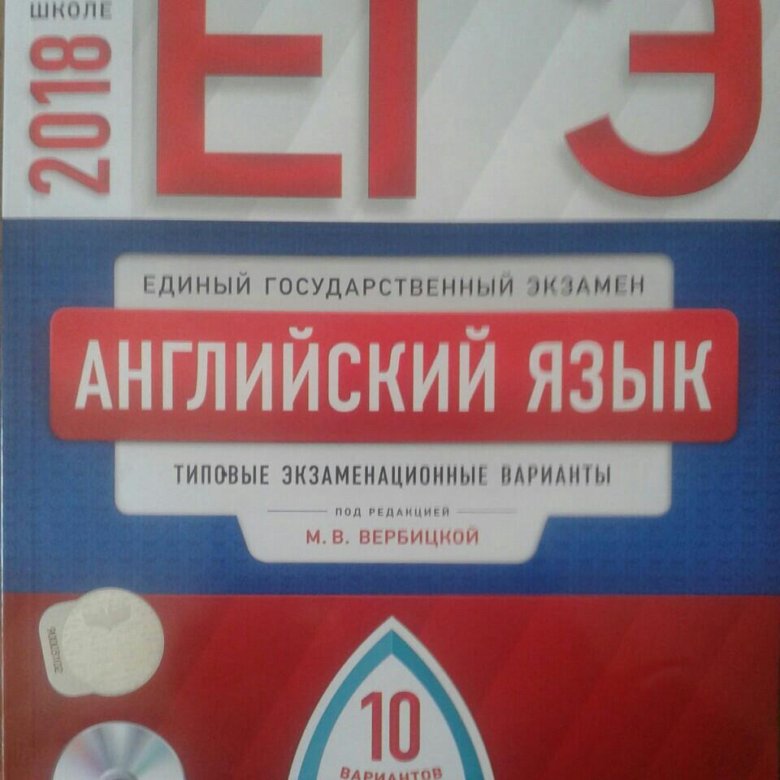 ШКОЛЕ
2018
ЕГЭ
ЕДИНЫЙ ГОСУДАРСТВЕННЫЙ ЭКЗАМЕН
АНГЛИЙСКИЙ ЯЗЫК
ТИПОВЫЕ ЭКЗАМЕНАЦИОННЫЕ ВАРИАНТЫ
ПОД РЕДАКЦИЕЙ
М. В. ВЕРБИЦКОЙ
10
ВАРИАНТОВ